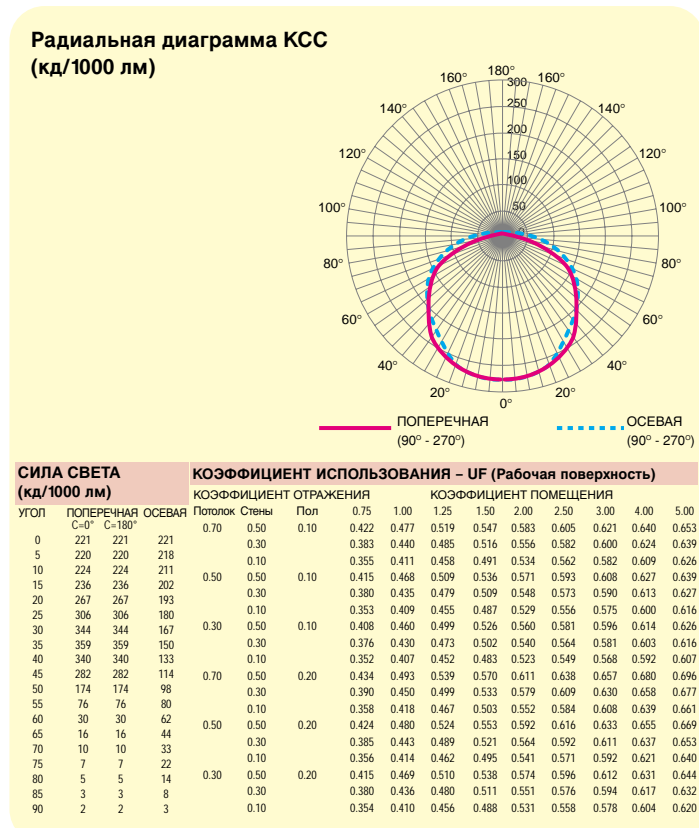 Радиальная диаграмма КСС
(кд/1000 лм)
160° 180° 160°
300
250
140° 140°
200
120° 120°
150
100
100° 100°
50
0
80° 80°
60° 60°
40° 40°
20° 20°
0°
ПОПЕРЕЧНАЯ ОСЕВАЯ
(90° - 270°) (90° - 270°)
СИЛА СВЕТА
(кд/1000 лм)
УГОЛ ПОПЕРЕЧНАЯ ОСЕВАЯ
C=0° C=180°
0 221 221 221
5 220 220 218
10 224 224 211
15 236 236 202
20 267 267 193
25 306 306 180
30 344 344 167
35 359 359 150
40 340 340 133
45 282 282 114
50 174 174 98
55 76 76 80
60 30 30 62
65 16 16 44
70 10 10 33
75 7 7 22
80 5 5 14
85 3 3 8
90 2 2 3
КОЭФФИЦИЕНТ ИСПОЛЬЗОВАНИЯ – UF (Рабочая поверхность)
КОЭФФИЦИЕНТ ОТРАЖЕНИЯ КОЭФФИЦИЕНТ ПОМЕЩЕНИЯ
Потолок Стены Пол 0.75 1.00 1.25 1.50 2.00 2.50 3.00 4.00 5.00
0.70 0.50 0.10 0.422 0.477 0.519 0.547 0.583 0.605 0.621 0.640 0.653
0.30 0.383 0.440 0.485 0.516 0.556 0.582 0.600 0.624 0.639
0.10 0.355 0.411 0.458 0.491 0.534 0.562 0.582 0.609 0.626
0.50 0.50 0.10 0.415 0.468 0.509 0.536 0.571 0.593 0.608 0.627 0.639
0.30 0.380 0.435 0.479 0.509 0.548 0.573 0.590 0.613 0.627
0.10 0.353 0.409 0.455 0.487 0.529 0.556 0.575 0.600 0.616
0.30 0.50 0.10 0.408 0.460 0.499 0.526 0.560 0.581 0.596 0.614 0.626
0.30 0.376 0.430 0.473 0.502 0.540 0.564 0.581 0.603 0.616
0.10 0.352 0.407 0.452 0.483 0.523 0.549 0.568 0.592 0.607
0.70 0.50 0.20 0.434 0.493 0.539 0.570 0.611 0.638 0.657 0.680 0.696
0.30 0.390 0.450 0.499 0.533 0.579 0.609 0.630 0.658 0.677
0.10 0.358 0.418 0.467 0.503 0.552 0.584 0.608 0.639 0.661
0.50 0.50 0.20 0.424 0.480 0.524 0.553 0.592 0.616 0.633 0.655 0.669
0.30 0.385 0.443 0.489 0.521 0.564 0.592 0.611 0.637 0.653
0.10 0.356 0.414 0.462 0.495 0.541 0.571 0.592 0.621 0.640
0.30 0.50 0.20 0.415 0.469 0.510 0.538 0.574 0.596 0.612 0.631 0.644
0.30 0.380 0.436 0.480 0.511 0.551 0.576 0.594 0.617 0.632
0.10 0.354 0.410 0.456 0.488 0.531 0.558 0.578 0.604 0.620